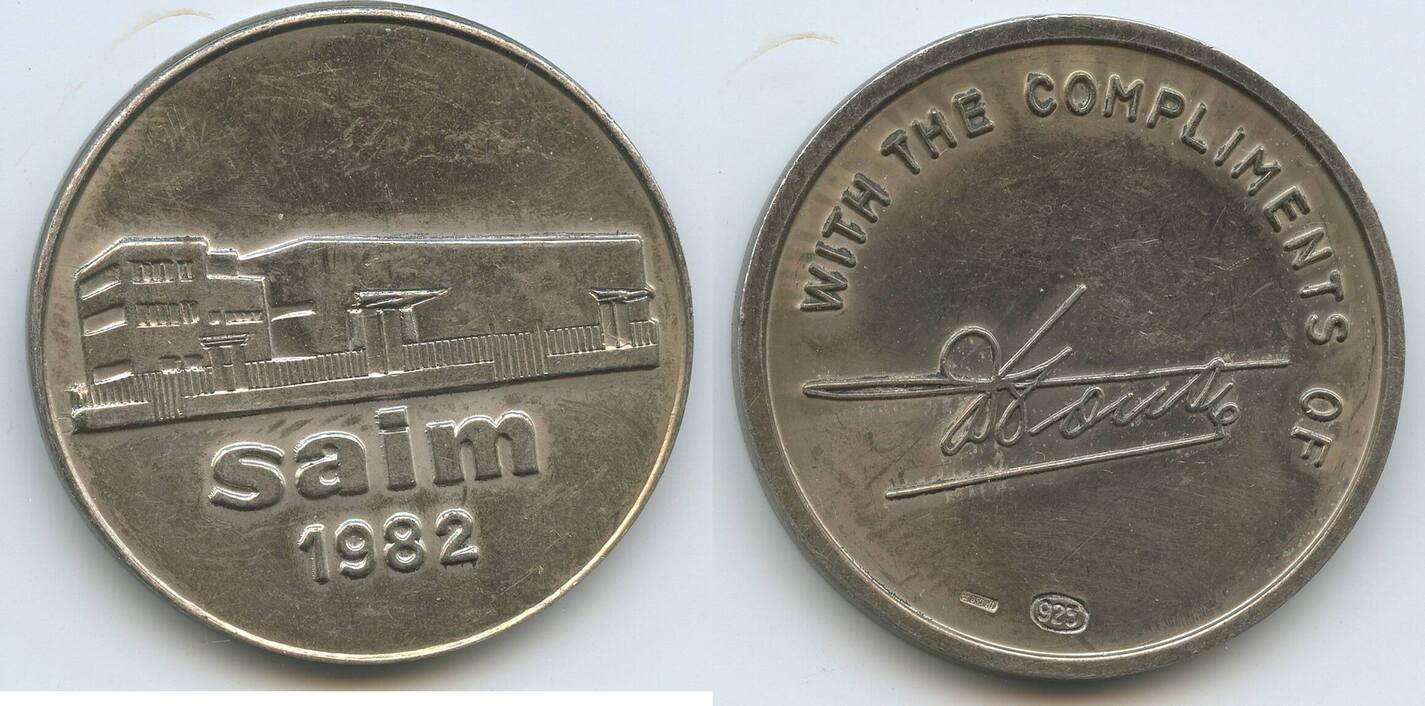 saim
1982
WITH THE COMPLIMENTS OF
925